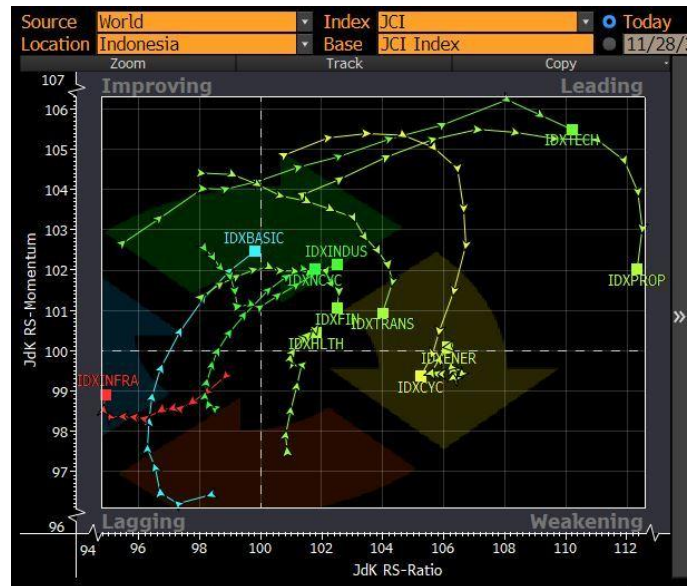 Source World Index JCI Today
Location Indonesia Base JCI Index 11/28/
Zoom Track Copy
107
Improving Leading
106
IDXTECH
105
104
JdK RS-Momentum
103
IDXBASIC
IDXINDUS
102
IDXNCYC
IDXPROP
101
IDXFIN
IDXTRANS
IDXHLTH
100
IDXENER
IDXINFRA
IDXCYC
99
98
97
96
Lagging Weakening
94 96 98 100 102 104 106 108 110 112
JdK RS-Ratio
»